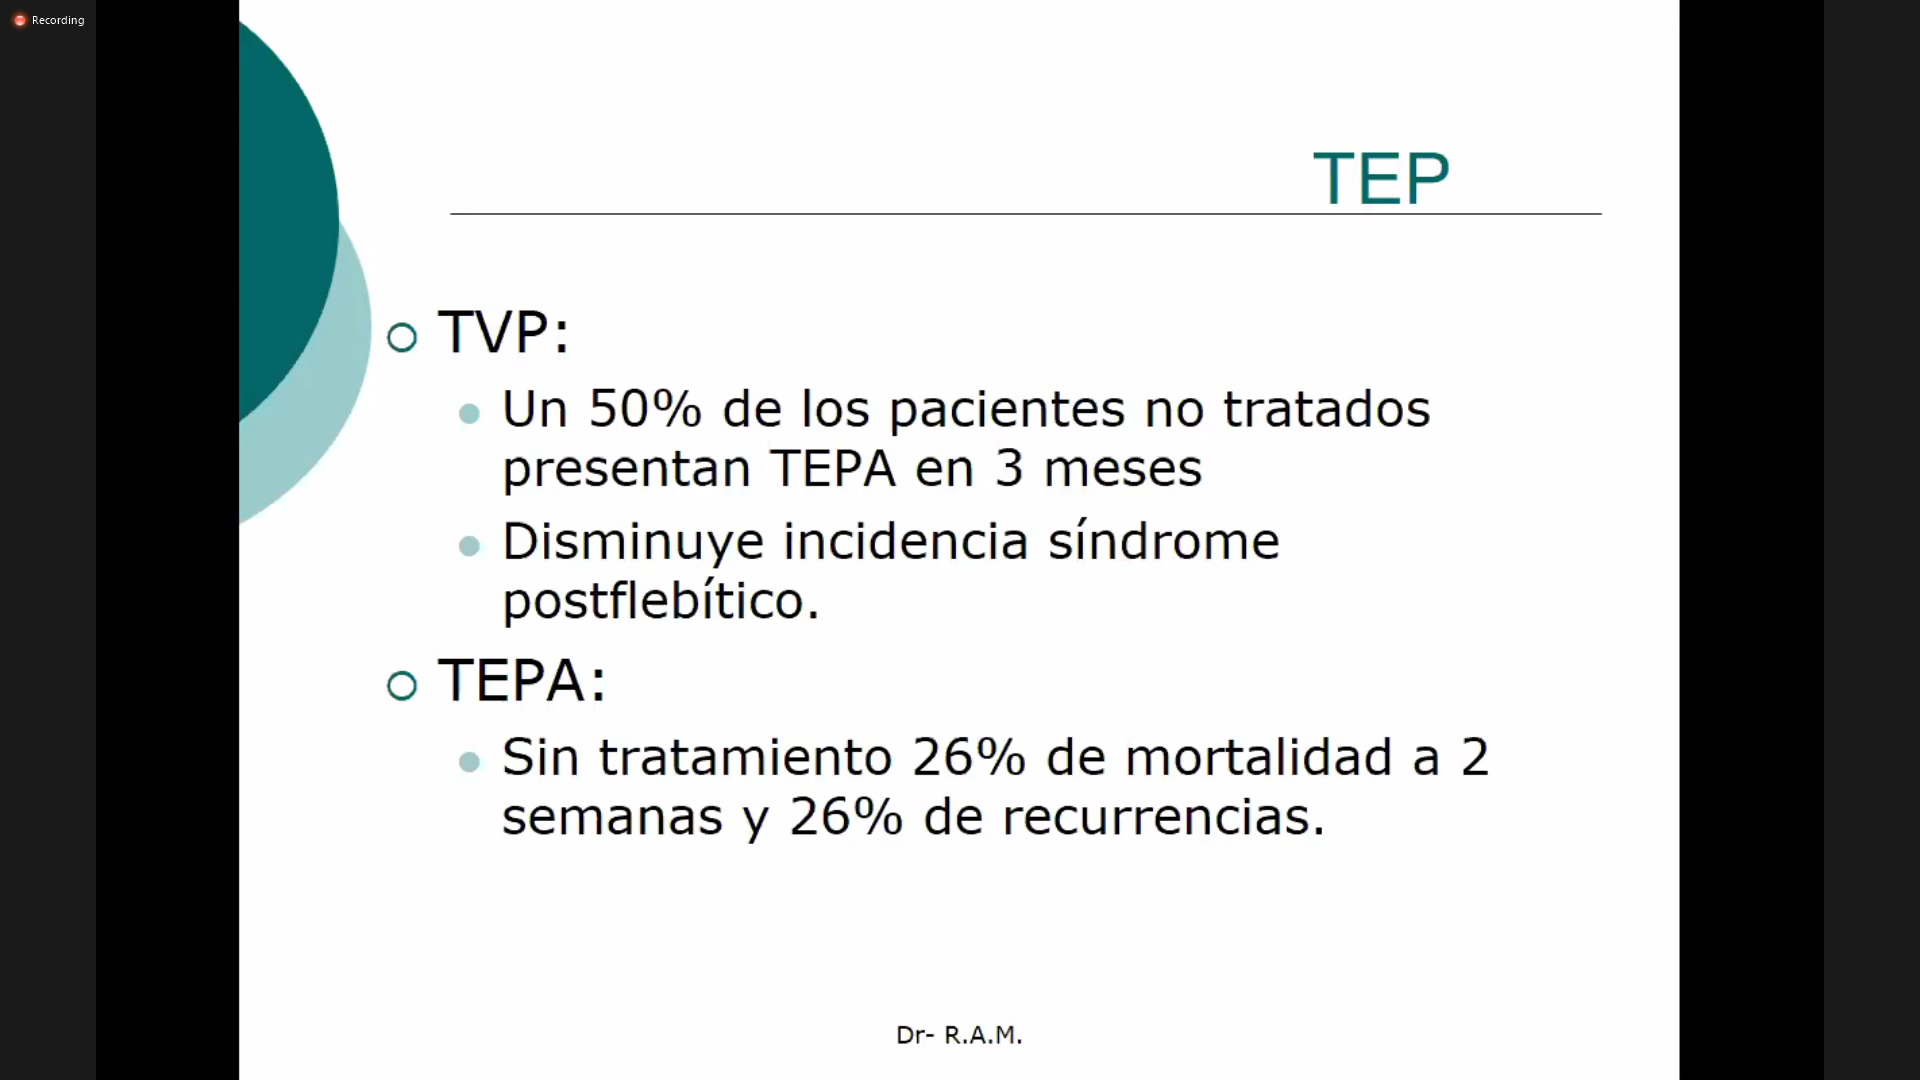 Recording
TEP
TVP:
Un 50% de los pacientes no tratados
presentan TEPA en 3 meses
Disminuye incidencia síndrome
postflebítico.
TEPA:
Sin tratamiento 26% de mortalidad a 2
semanas y 26% de recurrencias.
Dr- R.A.M.